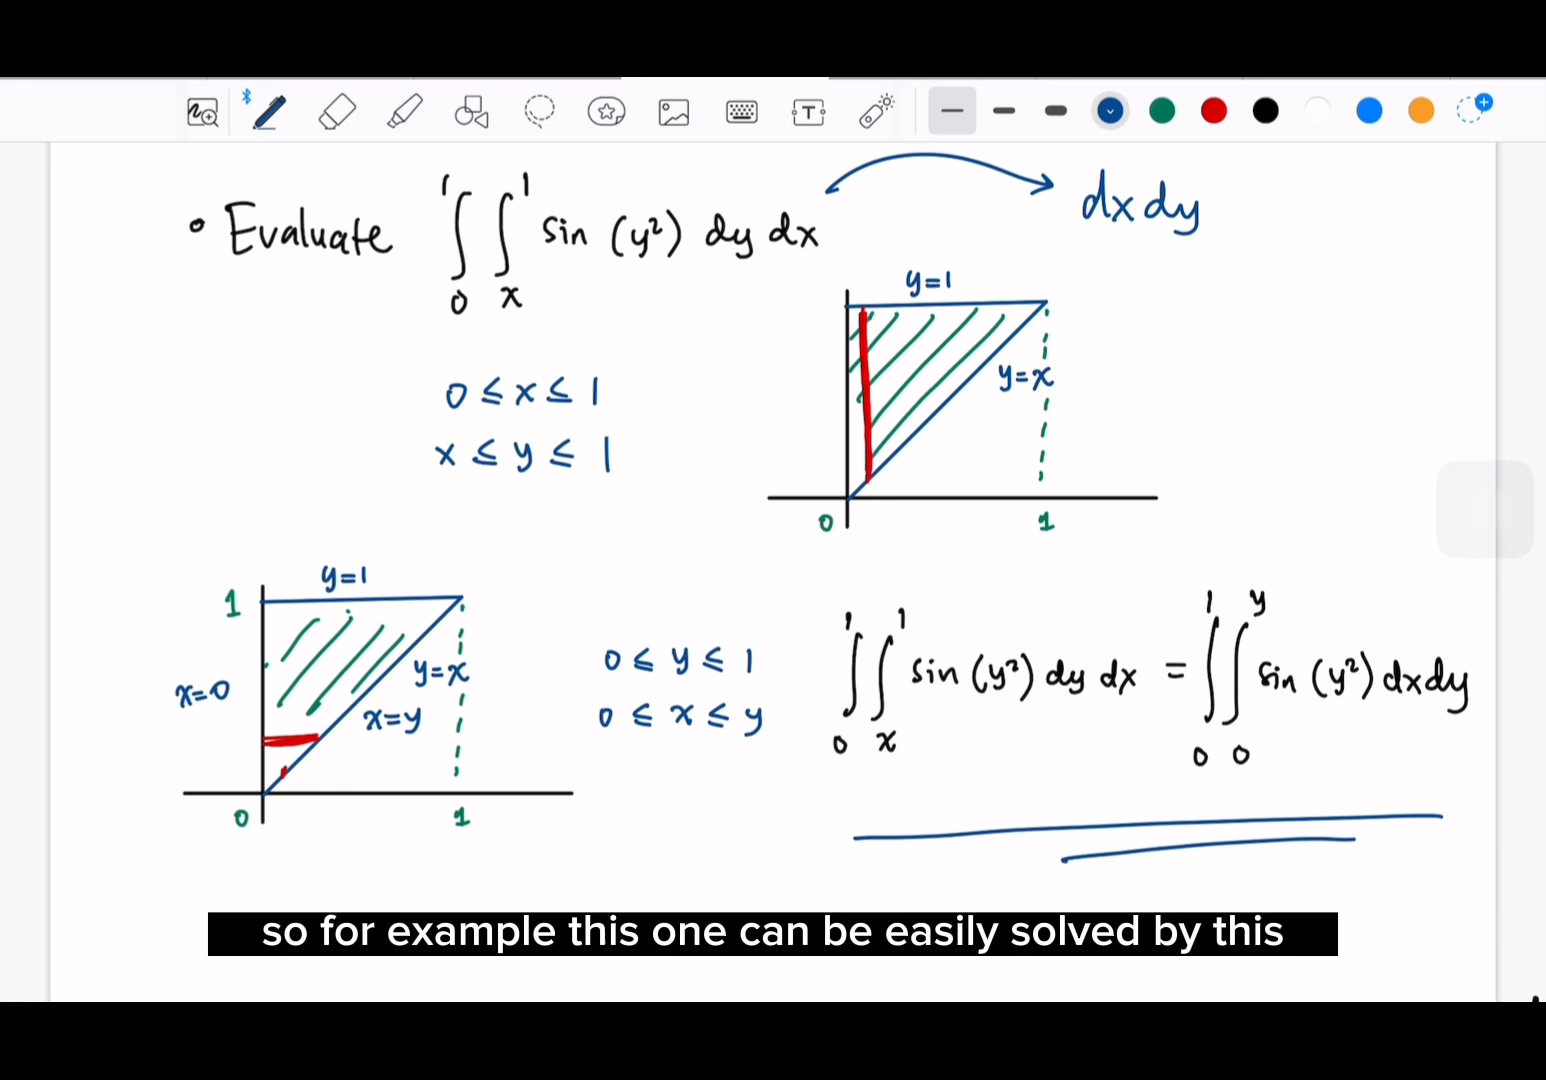 • Evaluate ∫₀¹ ∫ₓ¹ sin (y²) dy dx
dx dy
y=1
0 ≤ x ≤ 1
y=x
x ≤ y ≤ 1
0 1
y=1
1
x=0
y=x
x=y
0 1
0 ≤ y ≤ 1
0 ≤ x ≤ y
∫₀¹ ∫ₓ¹ sin (y²) dy dx = ∫₀¹ ∫₀ʸ sin (y²) dx dy
so for example this one can be easily solved by this